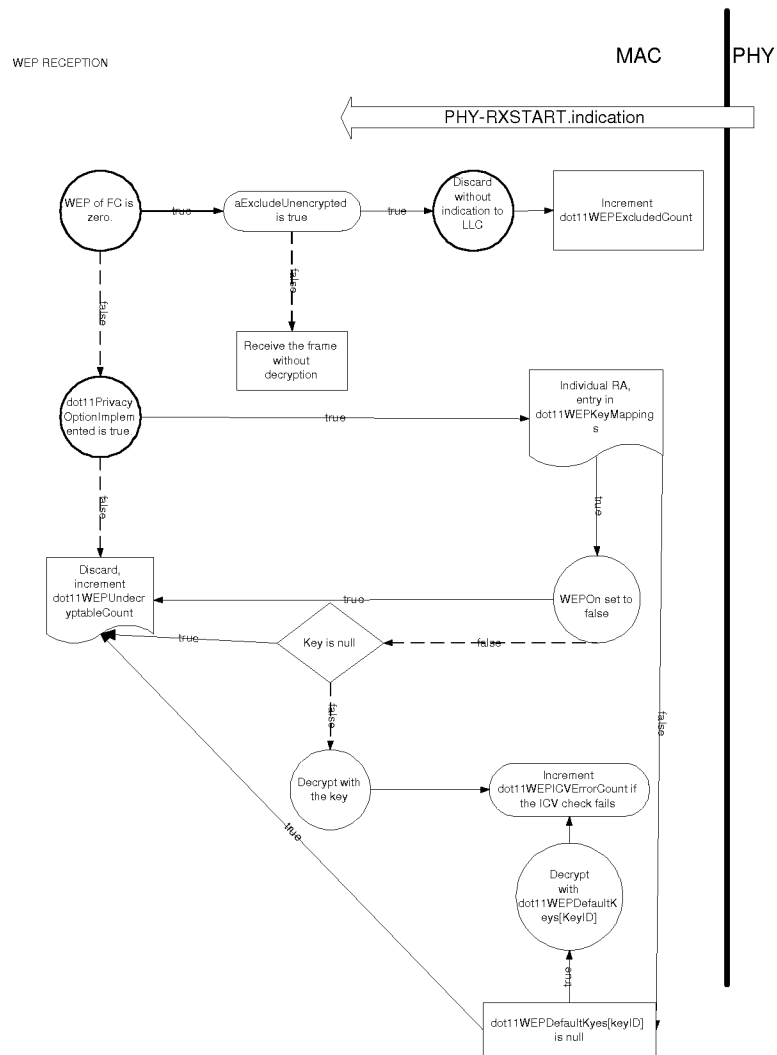 MAC
PHY
WEP RECEPTION
PHY-RXSTART.indication
WEP of FC is
zero.
true
aExcludeUnencrypted
is true
true
Discard
without
indication to
LLC
Increment
dot11WEPExcludedCount
false
false
Receive the frame
without
decryption
dot11Privacy
OptionImplem
ented is true.
true
Individual RA,
entry in
dot11WEPKeyMapping
s
false
true
Discard,
increment
dot11WEPUndecr
yptableCount
true
WEPOn set to
false
true
Key is null
false
false
false
Decrypt with
the key
Increment
dot11WEPICVErrorCount if
the ICV check fails
true
Decrypt
with
dot11WEPDefaultK
eys[KeyID]
true
dot11WEPDefaultKyes[keyID]
is null